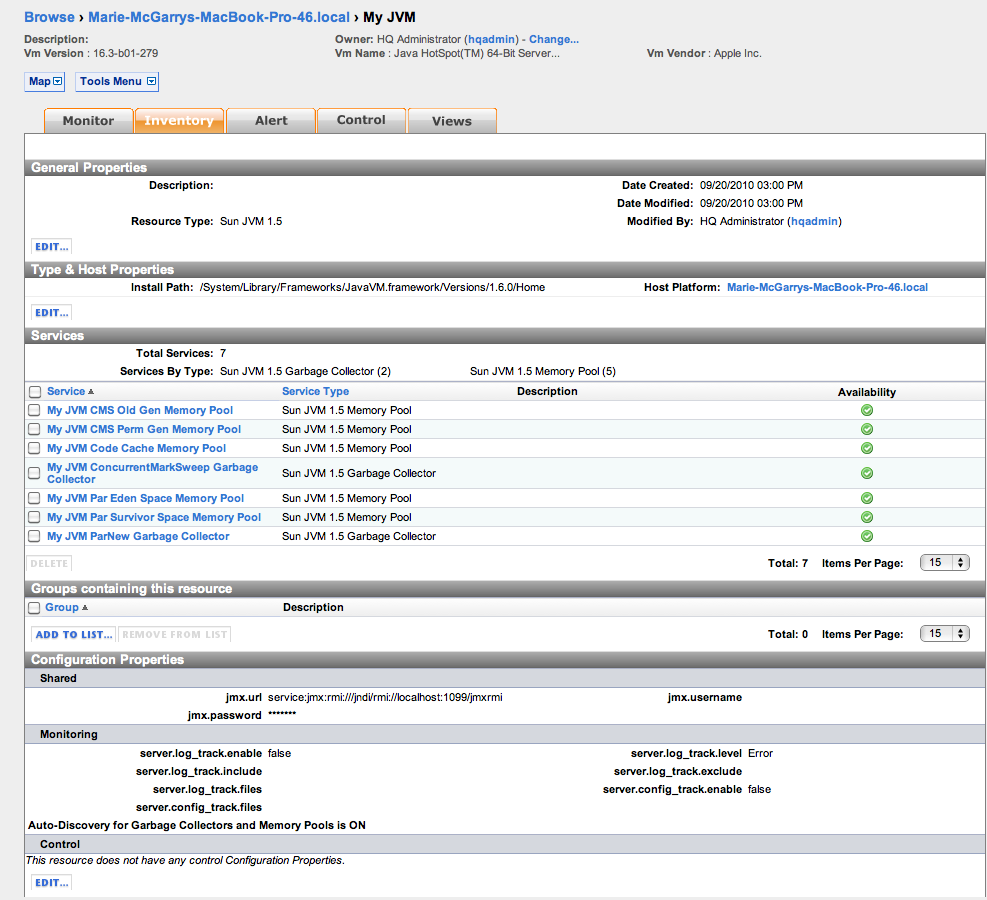 Browse › Marie-McGarrys-MacBook-Pro-46.local › My JVM
Description: Owner: HQ Administrator (hqadmin) - Change...
Vm Version : 16.3-b01-279 Vm Name : Java HotSpot(TM) 64-Bit Server... Vm Vendor : Apple Inc.
Map Tools Menu
Monitor Inventory Alert Control Views
General Properties
Description: Date Created: 09/20/2010 03:00 PM
Date Modified: 09/20/2010 03:00 PM
Resource Type: Sun JVM 1.5 Modified By: HQ Administrator (hqadmin)
EDIT...
Type & Host Properties
Install Path: /System/Library/Frameworks/JavaVM.framework/Versions/1.6.0/Home Host Platform: Marie-McGarrys-MacBook-Pro-46.local
EDIT...
Services
Total Services: 7
Services By Type: Sun JVM 1.5 Garbage Collector (2) Sun JVM 1.5 Memory Pool (5)
Service Service Type Description Availability
My JVM CMS Old Gen Memory Pool Sun JVM 1.5 Memory Pool
My JVM CMS Perm Gen Memory Pool Sun JVM 1.5 Memory Pool
My JVM Code Cache Memory Pool Sun JVM 1.5 Memory Pool
My JVM ConcurrentMarkSweep Garbage
Collector Sun JVM 1.5 Garbage Collector
My JVM Par Eden Space Memory Pool Sun JVM 1.5 Memory Pool
My JVM Par Survivor Space Memory Pool Sun JVM 1.5 Memory Pool
My JVM ParNew Garbage Collector Sun JVM 1.5 Garbage Collector
DELETE Total: 7 Items Per Page: 15
Groups containing this resource
Group Description
ADD TO LIST... REMOVE FROM LIST Total: 0 Items Per Page: 15
Configuration Properties
Shared
jmx.url service:jmx:rmi:///jndi/rmi://localhost:1099/jmxrmi jmx.username
jmx.password *******
Monitoring
server.log_track.enable false server.log_track.level Error
server.log_track.include server.log_track.exclude
server.log_track.files server.config_track.enable false
server.config_track.files
Auto-Discovery for Garbage Collectors and Memory Pools is ON
Control
This resource does not have any control Configuration Properties.
EDIT...